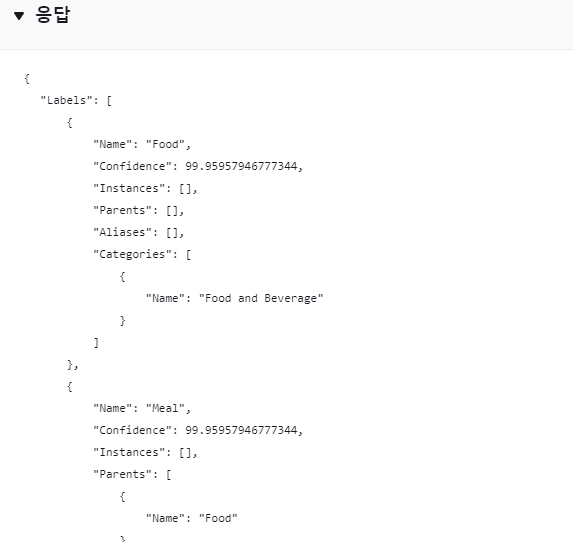 ▼ 응답
{
"Labels": [
{
"Name": "Food",
"Confidence": 99.95957946777344,
"Instances": [],
"Parents": [],
"Aliases": [],
"Categories": [
{
"Name": "Food and Beverage"
}
]
},
{
"Name": "Meal",
"Confidence": 99.95957946777344,
"Instances": [],
"Parents": [
{
"Name": "Food"
}